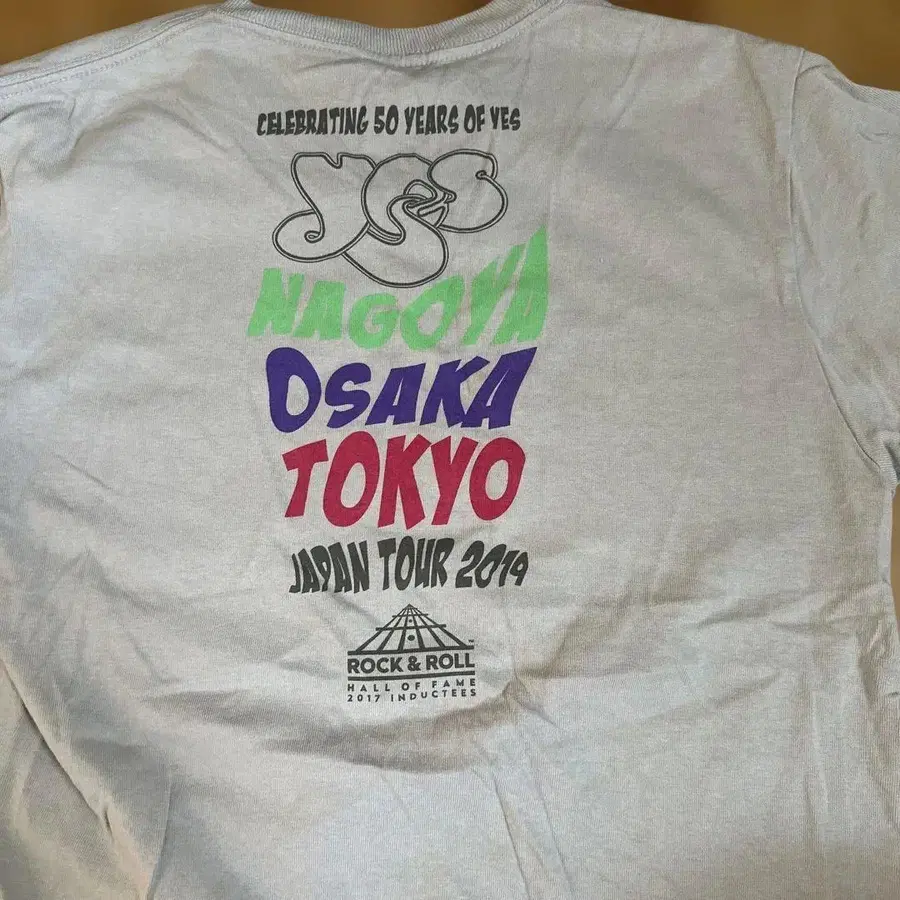 CELEBRATING 50 YEARS OF YES
yes
NAGOYA
OSAKA
TOKYO
JAPAN TOUR 2019
ROCK & ROLL
HALL OF FAME
2017 INDUCTEES